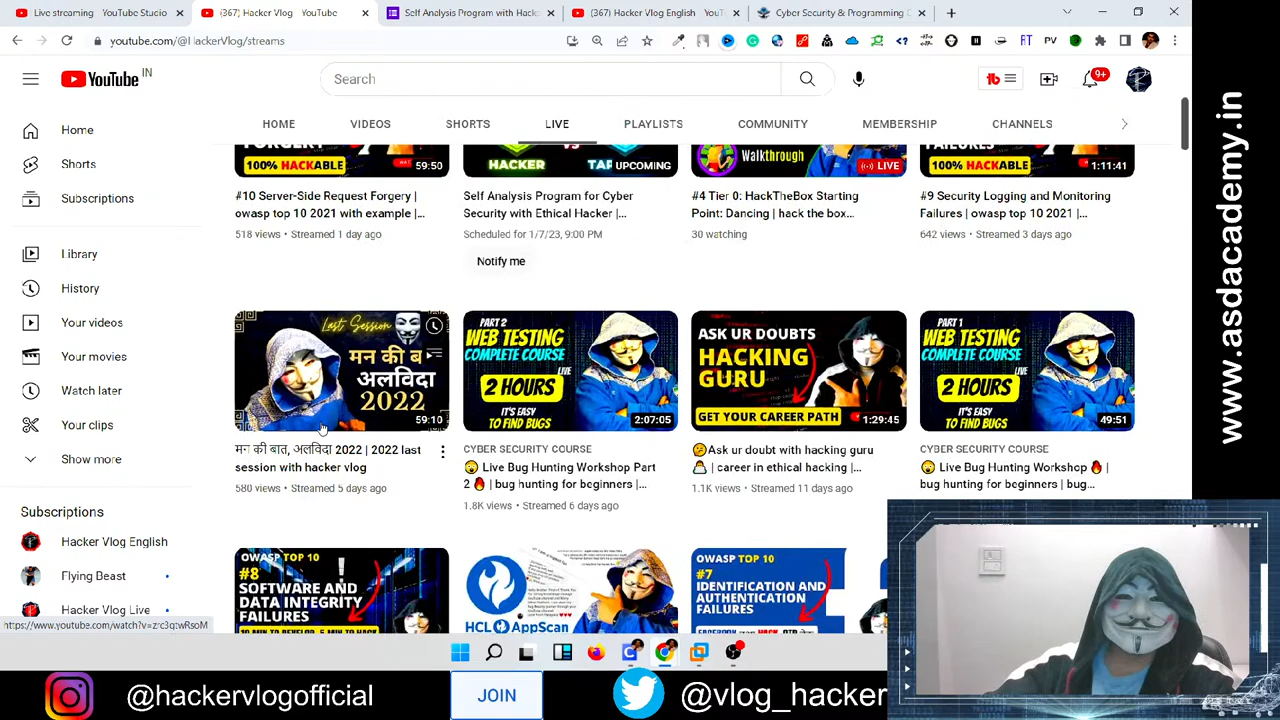 Live streaming - YouTube Studio
(367) Hacker Vlog - YouTube
Self Analysis Program with Hack
(367) Hacker Vlog English - YouTu
Cyber Security & Programming C
youtube.com/@HackerVlog/streams
RT
PV
YouTube IN
Search
9+
Home
Shorts
Subscriptions
Library
History
Your videos
Your movies
Watch later
Your clips
Show more
Subscriptions
Hacker Vlog English
Flying Beast
Hacker Vlog Live
HOME
VIDEOS
SHORTS
LIVE
PLAYLISTS
COMMUNITY
MEMBERSHIP
CHANNELS
100% HACKABLE
59:50
HACKER
UPCOMING
Walkthrough
LIVE
100% HACKABLE
1:11:41
#10 Server-Side Request Forgery |
owasp top 10 2021 with example |...
518 views • Streamed 1 day ago
Self Analysis Program for Cyber
Security with Ethical Hacker |...
Scheduled for 1/7/23, 9:00 PM
Notify me
#4 Tier 0: HackTheBox Starting
Point: Dancing | hack the box...
30 watching
#9 Security Logging and Monitoring
Failures | owasp top 10 2021 |...
642 views • Streamed 3 days ago
Last Session
मन की ब
अलविदा
2022
59:10
मन की बात, अलविदा 2022 | 2022 last
session with hacker vlog
580 views • Streamed 5 days ago
PART 2
WEB TESTING
COMPLETE COURSE
LIVE
2 HOURS
IT'S EASY
TO FIND BUGS
2:07:05
CYBER SECURITY COURSE
😮 Live Bug Hunting Workshop Part
2 🔥 | bug hunting for beginners |...
1.8K views • Streamed 6 days ago
ASK UR DOUBTS
HACKING
GURU
GET YOUR CAREER PATH
1:29:45
🤔Ask ur doubt with hacking guru
| career in ethical hacking |...
1.1K views • Streamed 11 days ago
PART 1
WEB TESTING
COMPLETE COURSE
LIVE
2 HOURS
IT'S EASY
TO FIND BUGS
49:51
CYBER SECURITY COURSE
😮 Live Bug Hunting Workshop 🔥 |
bug hunting for beginners | bug...
OWASP TOP 10
#8
SOFTWARE AND
DATA INTEGRITY
FAILURES
HCL AppScan
OWASP TOP 10
#7
IDENTIFICATION AND
AUTHENTICATION
FAILURES
@hackervlogofficial
JOIN
@vlog_hacker
www.asdacademy.in